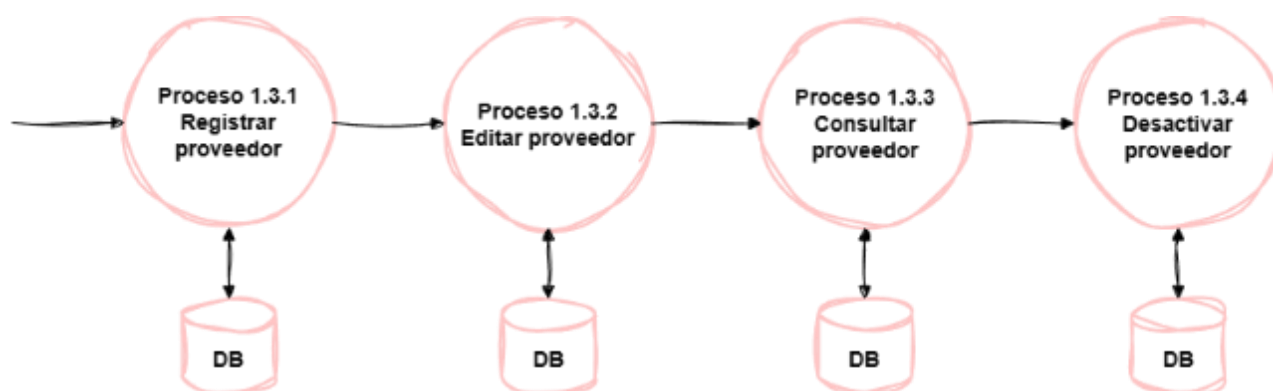 Proceso 1.3.1
Registrar
proveedor
Proceso 1.3.2
Editar proveedor
Proceso 1.3.3
Consultar
proveedor
Proceso 1.3.4
Desactivar
proveedor
DB
DB
DB
DB